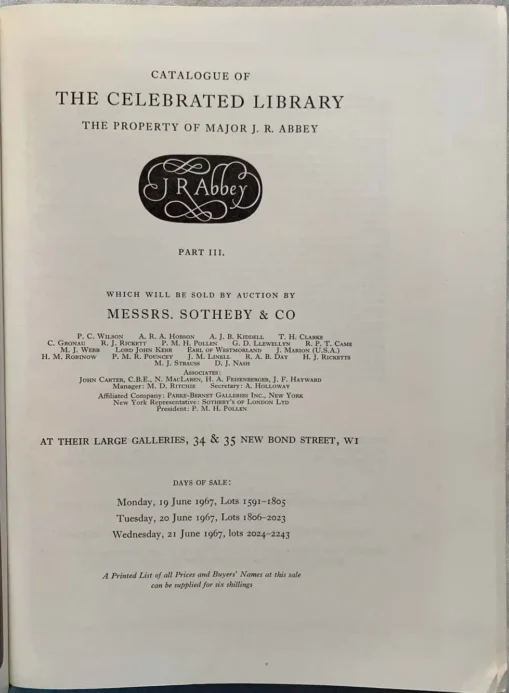 CATALOGUE OF
THE CELEBRATED LIBRARY
THE PROPERTY OF MAJOR J. R. ABBEY
J R Abbey
PART III.
WHICH WILL BE SOLD BY AUCTION BY
MESSRS. SOTHEBY & CO
P. C. WILSON A. R. A. HOBSON A. J. B. KIDDELL T. H. CLARKE
C. GRONAU R. J. RICKETT P. M. H. POLLEN G. D. LLEWELLYN R. P. T. CAME
M. J. WEBB LORD JOHN KERR EARL OF WESTMORLAND J. MARION (U.S.A.)
H. M. ROBINOW P. M. R. POUNCEY J. M. LINELL R. A. B. DAY H. J. RICKETTS
M. J. STRAUSS D. J. NASH
ASSOCIATES:
JOHN CARTER, C.B.E., N. MACLAREN, H. A. FEISENBERGER, J. F. HAYWARD
MANAGER: M. D. RITCHIE SECRETARY: A. HOLLOWAY
AFFILIATED COMPANY: PARKE-BERNET GALLERIES INC., NEW YORK
NEW YORK REPRESENTATIVE: SOTHEBY'S OF LONDON LTD
PRESIDENT: P. M. H. POLLEN
AT THEIR LARGE GALLERIES, 34 & 35 NEW BOND STREET, W1
DAYS OF SALE:
Monday, 19 June 1967, Lots 1591–1805
Tuesday, 20 June 1967, Lots 1806–2023
Wednesday, 21 June 1967, lots 2024–2243
A Printed List of all Prices and Buyers' Names at this sale
can be supplied for six shillings